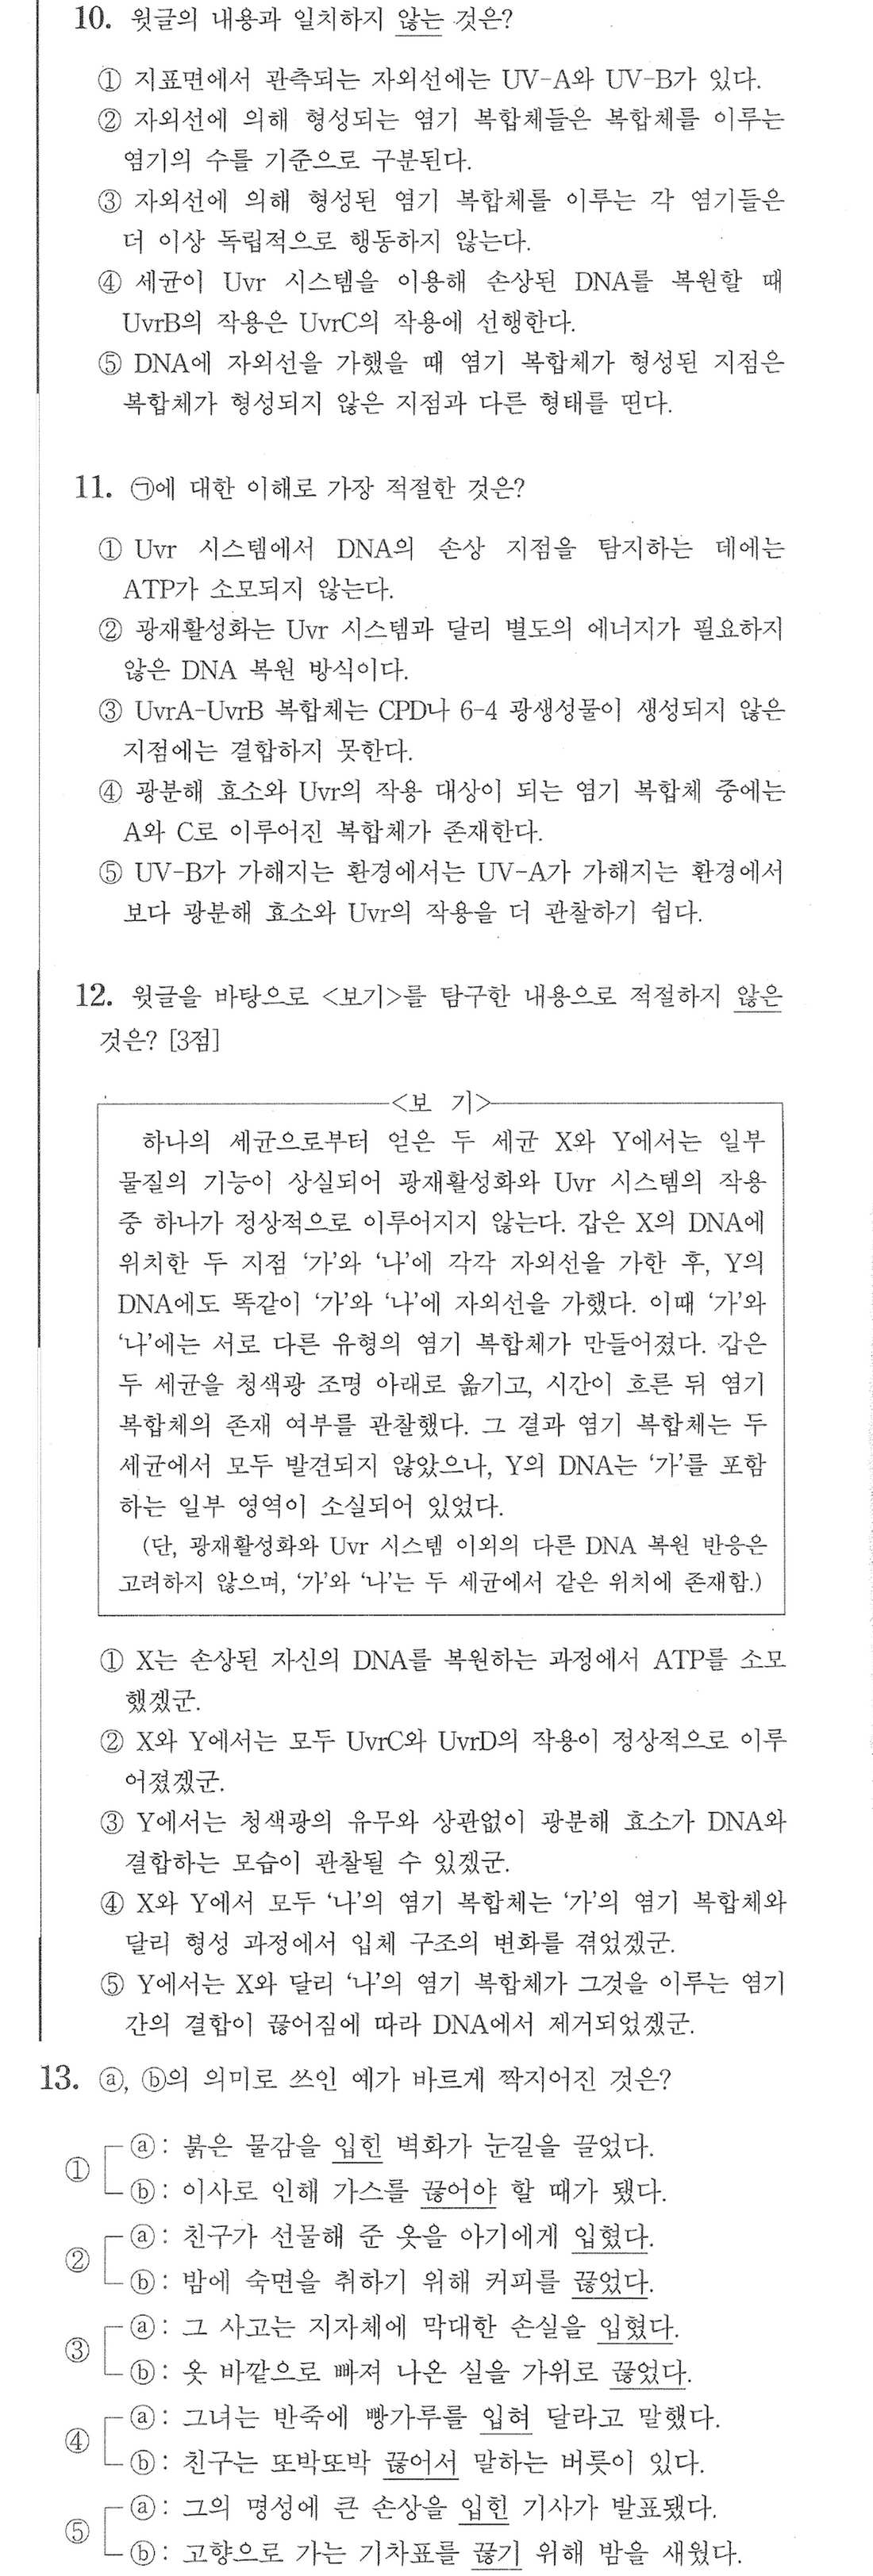 10. 윗글의 내용과 일치하지 않는 것은?
① 지표면에서 관측되는 자외선에는 UV-A와 UV-B가 있다.
② 자외선에 의해 형성되는 염기 복합체들은 복합체를 이루는
염기의 수를 기준으로 구분된다.
③ 자외선에 의해 형성된 염기 복합체를 이루는 각 염기들은
더 이상 독립적으로 행동하지 않는다.
④ 세균이 Uvr 시스템을 이용해 손상된 DNA를 복원할 때
UvrB의 작용은 UvrC의 작용에 선행한다.
⑤ DNA에 자외선을 가했을 때 염기 복합체가 형성된 지점은
복합체가 형성되지 않은 지점과 다른 형태를 띤다.
11. ㉠에 대한 이해로 가장 적절한 것은?
① Uvr 시스템에서 DNA의 손상 지점을 탐지하는 데에는
ATP가 소모되지 않는다.
② 광재활성화는 Uvr 시스템과 달리 별도의 에너지가 필요하지
않은 DNA 복원 방식이다.
③ UvrA-UvrB 복합체는 CPD나 6-4 광생성물이 생성되지 않은
지점에는 결합하지 못한다.
④ 광분해 효소와 Uvr의 작용 대상이 되는 염기 복합체 중에는
A와 C로 이루어진 복합체가 존재한다.
⑤ UV-B가 가해지는 환경에서는 UV-A가 가해지는 환경에서
보다 광분해 효소와 Uvr의 작용을 더 관찰하기 쉽다.
12. 윗글을 바탕으로 <보기>를 탐구한 내용으로 적절하지 않은
것은? [3점]
<보 기>
하나의 세균으로부터 얻은 두 세균 X와 Y에서는 일부
물질의 기능이 상실되어 광재활성화와 Uvr 시스템의 작용
중 하나가 정상적으로 이루어지지 않는다. 갑은 X의 DNA에
위치한 두 지점 ‘가’와 ‘나’에 각각 자외선을 가한 후, Y의
DNA에도 똑같이 ‘가’와 ‘나’에 자외선을 가했다. 이때 ‘가’와
‘나’에는 서로 다른 유형의 염기 복합체가 만들어졌다. 갑은
두 세균을 청색광 조명 아래로 옮기고, 시간이 흐른 뒤 염기
복합체의 존재 여부를 관찰했다. 그 결과 염기 복합체는 두
세균에서 모두 발견되지 않았으나, Y의 DNA는 ‘가’를 포함
하는 일부 영역이 소실되어 있었다.
(단, 광재활성화와 Uvr 시스템 이외의 다른 DNA 복원 반응은
고려하지 않으며, ‘가’와 ‘나’는 두 세균에서 같은 위치에 존재함.)
① X는 손상된 자신의 DNA를 복원하는 과정에서 ATP를 소모
했겠군.
② X와 Y에서는 모두 UvrC와 UvrD의 작용이 정상적으로 이루
어졌겠군.
③ Y에서는 청색광의 유무와 상관없이 광분해 효소가 DNA와
결합하는 모습이 관찰될 수 있겠군.
④ X와 Y에서 모두 ‘나’의 염기 복합체는 ‘가’의 염기 복합체와
달리 형성 과정에서 입체 구조의 변화를 겪었겠군.
⑤ Y에서는 X와 달리 ‘나’의 염기 복합체가 그것을 이루는 염기
간의 결합이 끊어짐에 따라 DNA에서 제거되었겠군.
13. ⓐ, ⓑ의 의미로 쓰인 예가 바르게 짝지어진 것은?
① ⓐ: 붉은 물감을 입힌 벽화가 눈길을 끌었다.
ⓑ: 이사로 인해 가스를 끊어야 할 때가 됐다.
② ⓐ: 친구가 선물해 준 옷을 아기에게 입혔다.
ⓑ: 밤에 숙면을 취하기 위해 커피를 끊었다.
③ ⓐ: 그 사고는 지자체에 막대한 손실을 입혔다.
ⓑ: 옷 바깥으로 빠져 나온 실을 가위로 끊었다.
④ ⓐ: 그녀는 반죽에 빵가루를 입혀 달라고 말했다.
ⓑ: 친구는 또박또박 끊어서 말하는 버릇이 있다.
⑤ ⓐ: 그의 명성에 큰 손상을 입힌 기사가 발표됐다.
ⓑ: 고향으로 가는 기차표를 끊기 위해 밤을 새웠다.